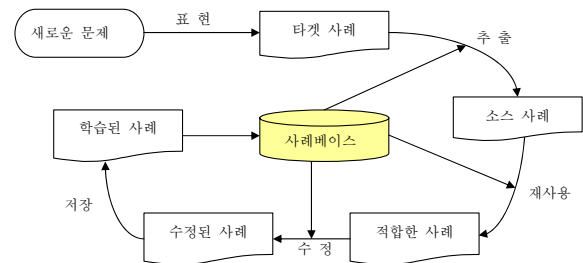 표 현
새로운 문제
타겟 사례
추 출
소스 사례
학습된 사례
사례베이스
재사용
저장
수정된 사례
수 정
적합한 사례